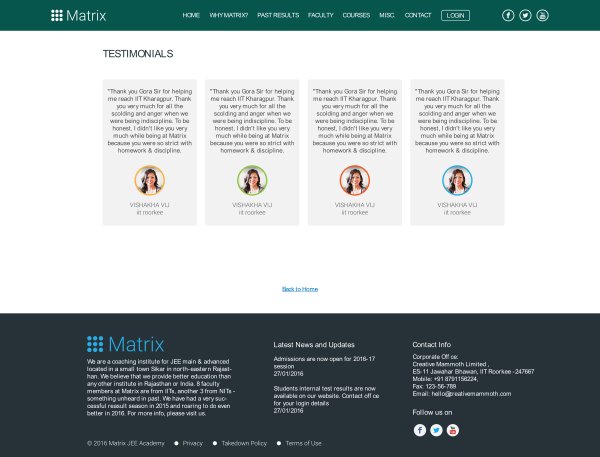 Matrix
HOME WHY MATRIX? PAST RESULTS FACULTY COURSES MISC. CONTACT LOGIN
TESTIMONIALS
"Thank you Gora Sir for helping
me reach IIT Kharagpur. Thank
you very much for all the
scolding and anger when we
were being indiscipline. To be
honest, I didn't like you very
much while being at Matrix
because you were so strict with
homework & discipline.
VISHAKHA VIJ
iit roorkee
"Thank you Gora Sir for helping
me reach IIT Kharagpur. Thank
you very much for all the
scolding and anger when we
were being indiscipline. To be
honest, I didn't like you very
much while being at Matrix
because you were so strict with
homework & discipline.
VISHAKHA VIJ
iit roorkee
"Thank you Gora Sir for helping
me reach IIT Kharagpur. Thank
you very much for all the
scolding and anger when we
were being indiscipline. To be
honest, I didn't like you very
much while being at Matrix
because you were so strict with
homework & discipline.
VISHAKHA VIJ
iit roorkee
"Thank you Gora Sir for helping
me reach IIT Kharagpur. Thank
you very much for all the
scolding and anger when we
were being indiscipline. To be
honest, I didn't like you very
much while being at Matrix
because you were so strict with
homework & discipline.
VISHAKHA VIJ
iit roorkee
Back to Home
Matrix
We are a coaching institute for JEE main & advanced
located in a small town Sikar in north-eastern Rajast-
han. We believe that we provide better education than
any other institute in Rajasthan or India. 8 faculty
members at Matrix are from IITs, another 3 from NITs -
something unheard in past. We have had a very suc-
cessful reasult season in 2015 and roaring to do even
better in 2016. For more info, please visit us.
Latest News and Updates
Admissions are now open for 2016-17
session
27/01/2016
Students internal test results are now
available on our website. Contact off ce
for your login details
27/01/2016
Contact Info
Corporate Off ce:
Creative Mammoth Limited ,
ES-11 Jawahar Bhawan, IIT Roorkee -247667
Mobile: +91 8791156224,
Fax: 123-56-789
Email: hello@creativemammoth.com
Follow us on
© 2016 Matrix JEE Academy Privacy Takedown Policy Terms of Use